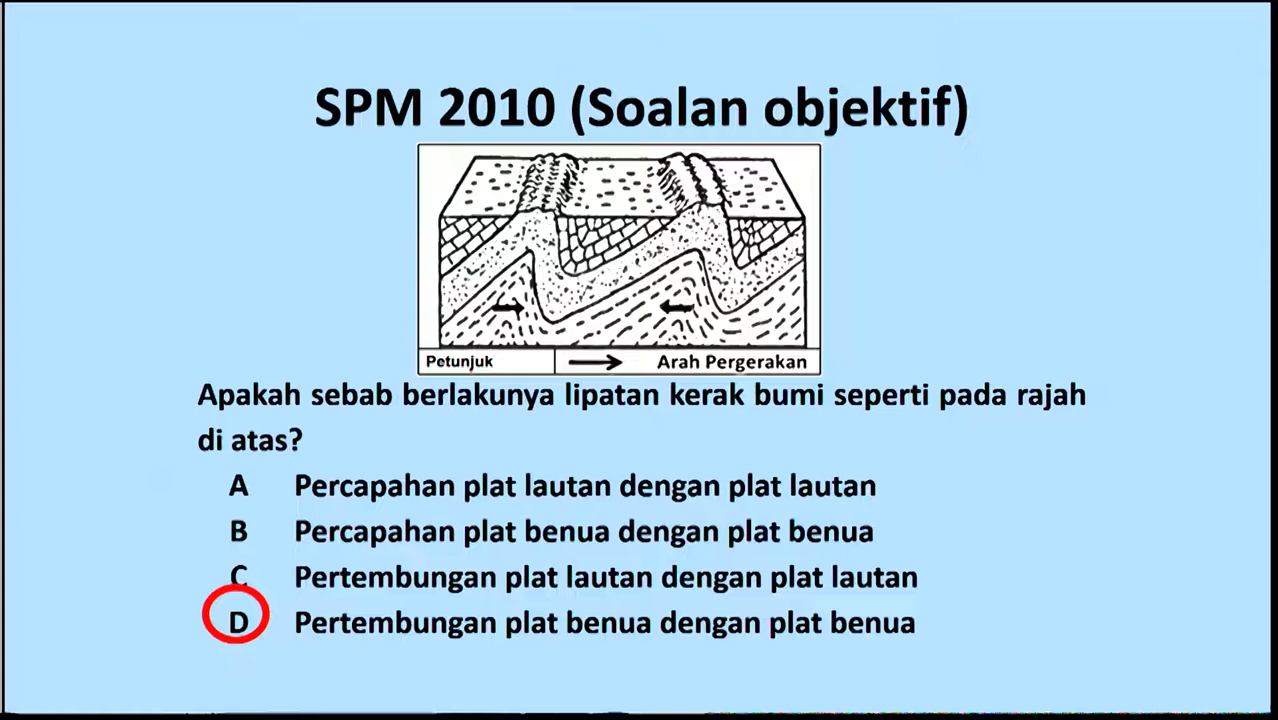 SPM 2010 (Soalan objektif)
Petunjuk Arah Pergerakan
Apakah sebab berlakunya lipatan kerak bumi seperti pada rajah
di atas?
A Percapahan plat lautan dengan plat lautan
B Percapahan plat benua dengan plat benua
C Pertembungan plat lautan dengan plat lautan
D Pertembungan plat benua dengan plat benua